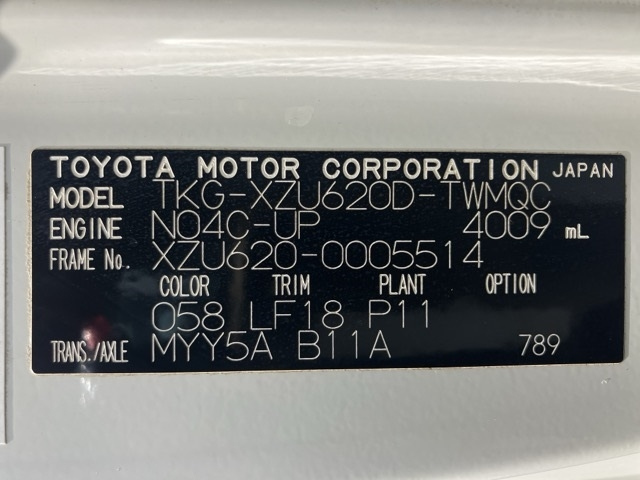 TOYOTA MOTOR CORPORATION JAPAN
MODEL TKG-XZU620D-TWMQC
ENGINE N04C-UP 4009 mL
FRAME No. XZU620-0005514
COLOR TRIM PLANT OPTION
058 LF18 P11
TRANS./AXLE MYY5A B11A 789